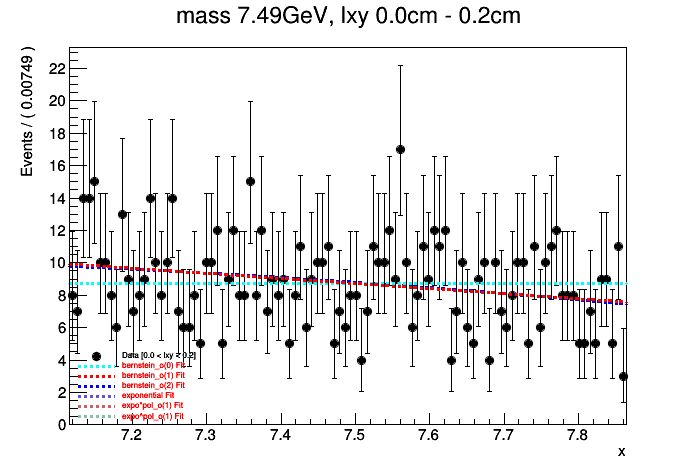 mass 7.49GeV, lxy 0.0cm - 0.2cm
Events / ( 0.00749 )
22
20
18
16
14
12
10
8
6
4
2
0
Data [0.0 < lxy < 0.2]
bernstein_o(0) Fit
bernstein_o(1) Fit
bernstein_o(2) Fit
exponential Fit
expo*pol_o(1) Fit
expo*pol_o(1) Fit
7.2 7.3 7.4 7.5 7.6 7.7 7.8
x